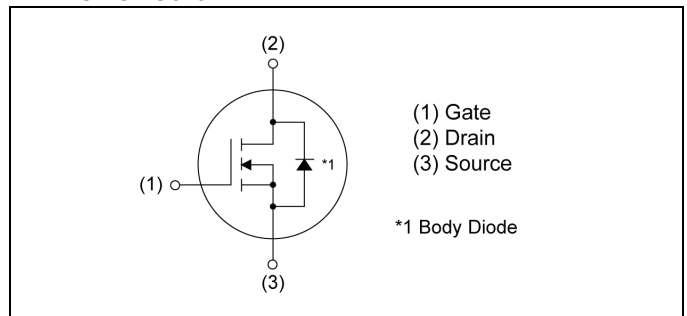 (2)
(1) Gate
(2) Drain
(3) Source
*1
(1)
*1 Body Diode
(3)